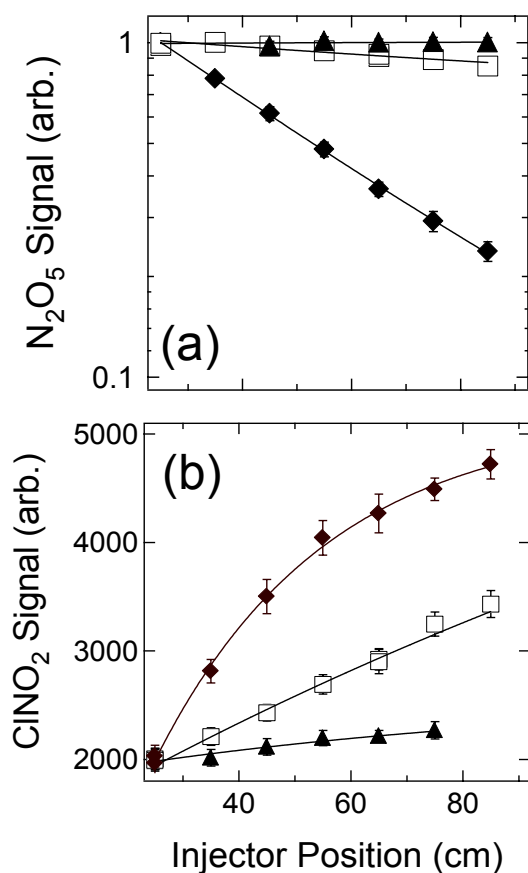 1
0.1
N₂O₅ Signal (arb.)
(a)
5000
4000
3000
2000
ClNO₂ Signal (arb.)
(b)
40 60 80
Injector Position (cm)